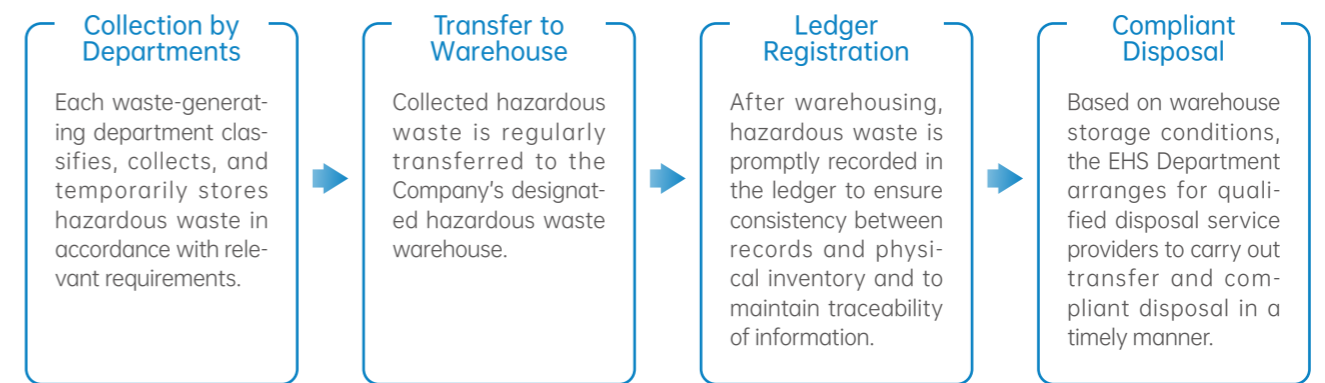 Collection by
Departments
Each waste-generat-
ing department clas-
sifies, collects, and
temporarily stores
hazardous waste in
accordance with rele-
vant requirements.
Transfer to
Warehouse
Collected hazardous
waste is regularly
transferred to the
Company's designat-
ed hazardous waste
warehouse.
Ledger
Registration
After warehousing,
hazardous waste is
promptly recorded in
the ledger to ensure
consistency between
records and physi-
cal inventory and to
maintain traceability
of information.
Compliant
Disposal
Based on warehouse
storage conditions,
the EHS Department
arranges for quali-
fied disposal service
providers to carry out
transfer and com-
pliant disposal in a
timely manner.